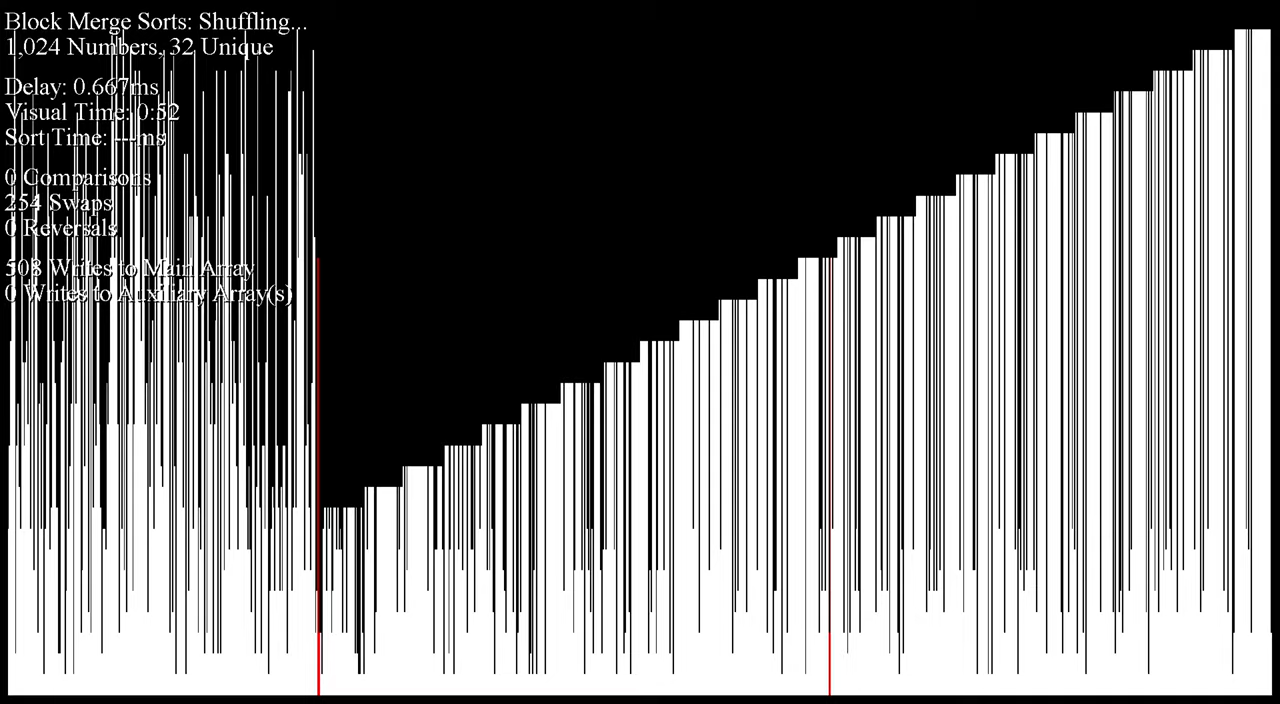 Block Merge Sorts: Shuffling...
1,024 Numbers, 32 Unique
Delay: 0.667ms
Visual Time: 0:52
Sort Time: ---ms
0 Comparisons
254 Swaps
0 Reversals
508 Writes to Main Array
0 Writes to Auxiliary Array(s)